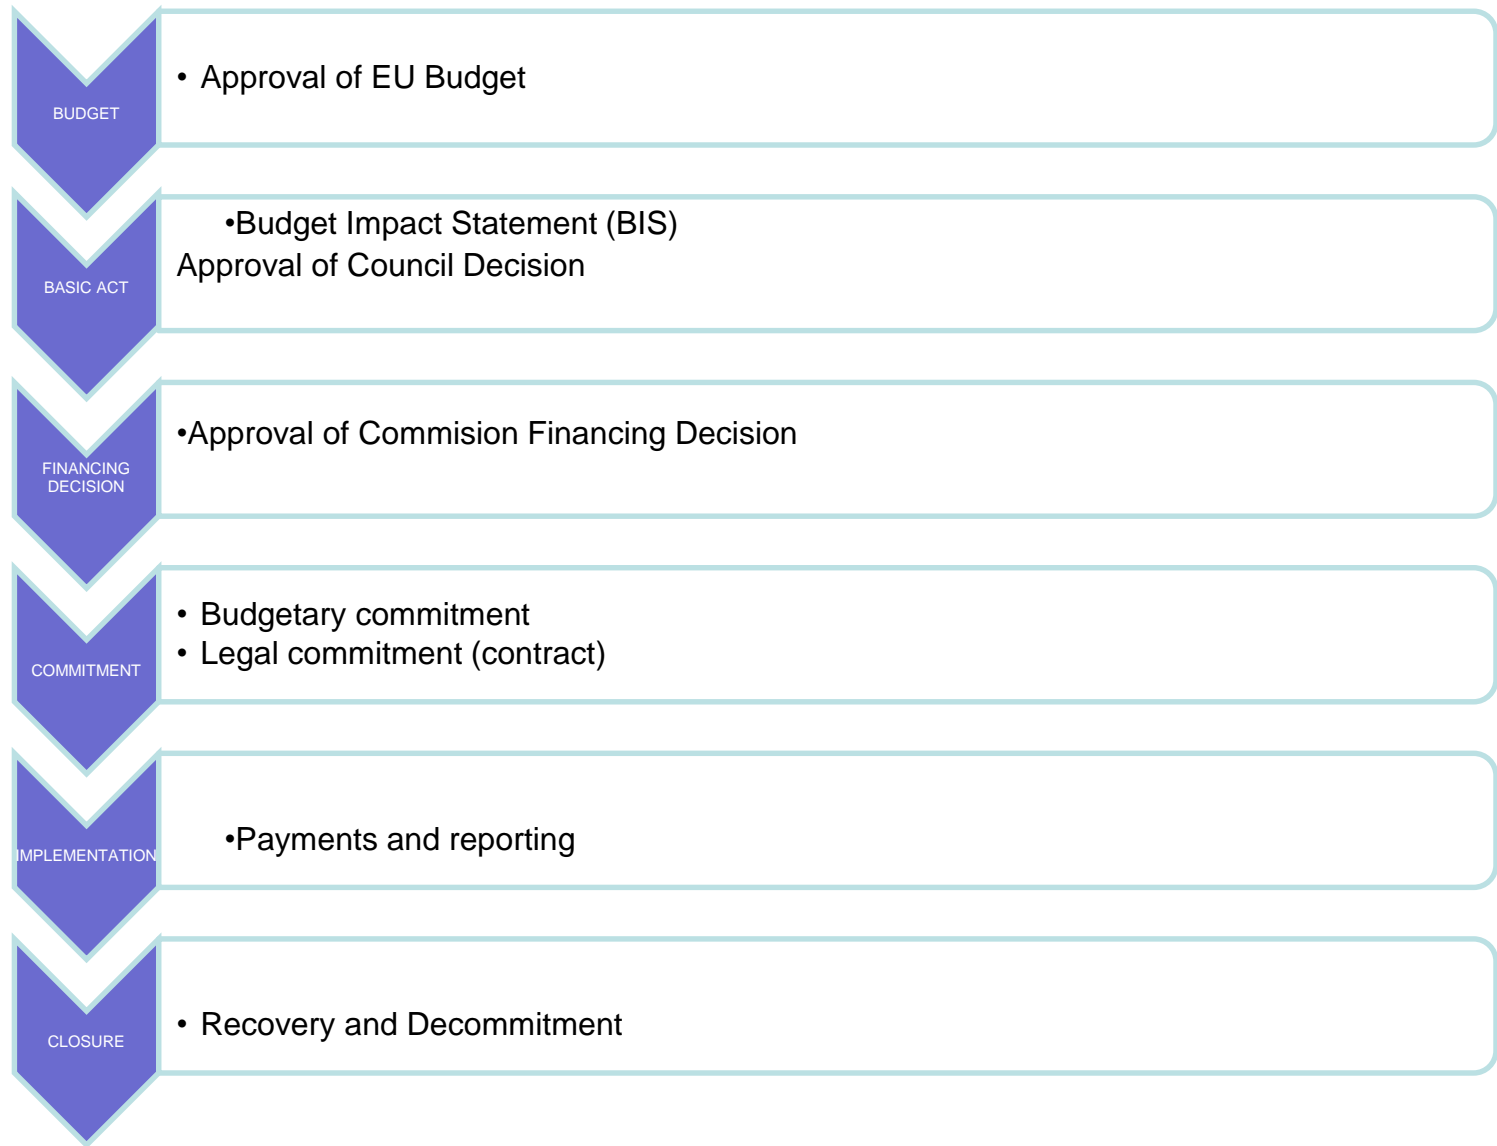 BUDGET
• Approval of EU Budget
BASIC ACT
•Budget Impact Statement (BIS)
Approval of Council Decision
FINANCING
DECISION
•Approval of Commision Financing Decision
COMMITMENT
• Budgetary commitment
• Legal commitment (contract)
IMPLEMENTATION
•Payments and reporting
CLOSURE
• Recovery and Decommitment